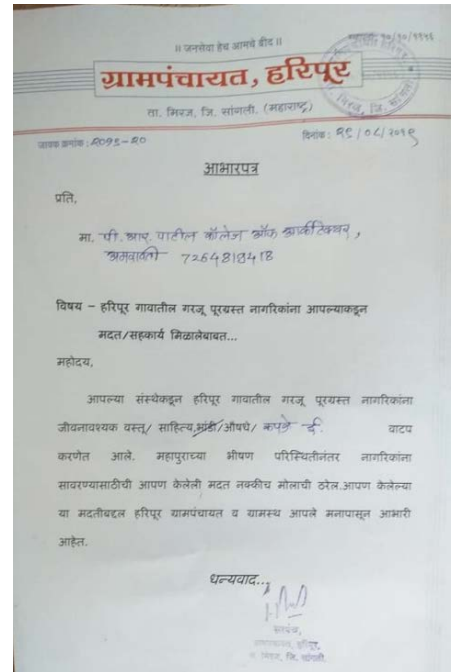 ॥ जनसेवा हेच आमचे ब्रीद ॥
ग्रामपंचायत, हरिपूर
ता. मिरज, जि. सांगली. (महाराष्ट्र)
जावक क्रमांक : २०१९-२०
दिनांक : २९/०८/२०१९
आभारपत्र
प्रति,
मा. पी. आर. पाटील कॉलेज ऑफ आर्कीटेक्चर,
अमरावती 7264818418
विषय – हरिपूर गावातील गरजू पूरग्रस्त नागरिकांना आपल्याकडून
मदत/सहकार्य मिळालेबाबत...
महोदय,
आपल्या संस्थेकडून हरिपूर गावातील गरजू पूरग्रस्त नागरिकांना
जीवनावश्यक वस्तू/ साहित्य/भांडी/औषधे/ कपडे इ. वाटप
करणेत आले. महापुराच्या भीषण परिस्थितीनंतर नागरिकांना
सावरण्यासाठीची आपण केलेली मदत नक्कीच मोलाची ठरेल.आपण केलेल्या
या मदतीबद्दल हरिपूर ग्रामपंचायत व ग्रामस्थ आपले मनापासून आभारी
आहेत.
धन्यवाद...
सरपंच,
ग्रामपंचायत, हरिपूर,
ता. मिरज, जि. सांगली.